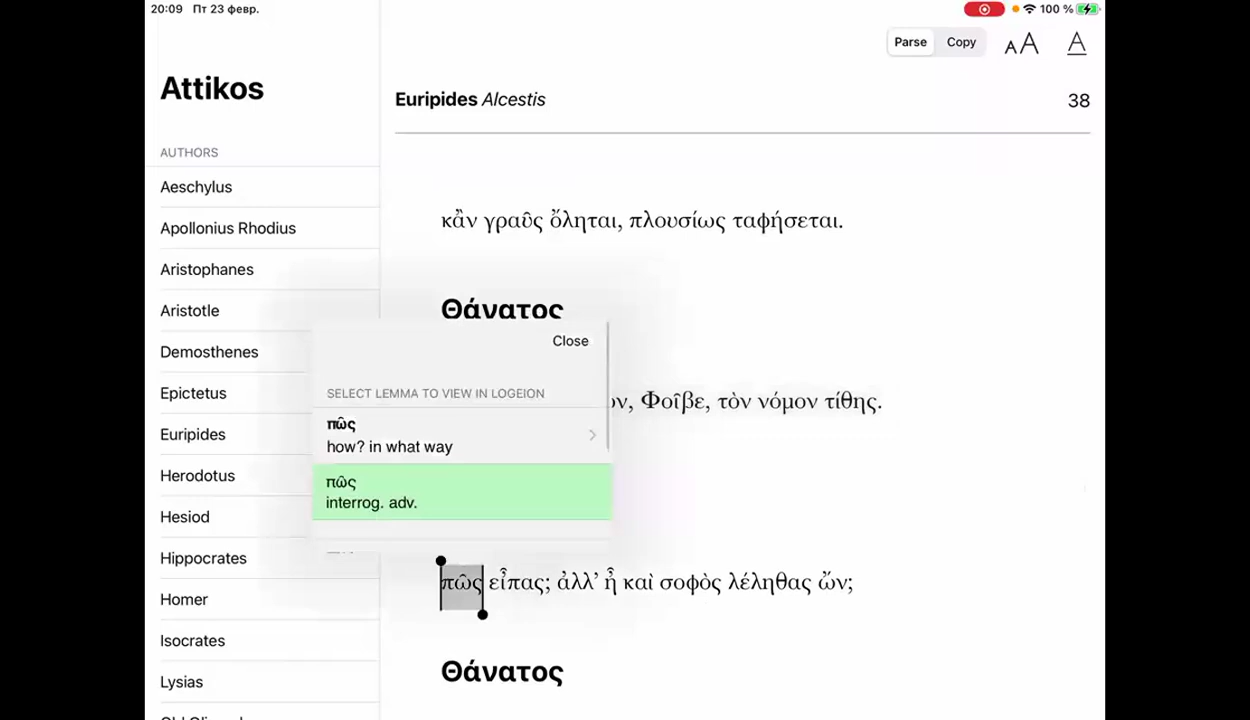 20:09 Пт 23 февр.
100 %
Parse Copy AA A
Attikos
AUTHORS
Aeschylus
Apollonius Rhodius
Aristophanes
Aristotle
Demosthenes
Epictetus
Euripides
Herodotus
Hesiod
Hippocrates
Homer
Isocrates
Lysias
Euripides Alcestis
38
κἂν γραῦς ὄληται, πλουσίως ταφήσεται.
Θάνατος
Φοῖβε, τὸν νόμον τίθης.
Close
SELECT LEMMA TO VIEW IN LOGEION
πῶς
how? in what way
πῶς
interrog. adv.
πῶς εἶπας; ἀλλ’ ἦ καὶ σοφὸς λέληθας ὤν;
Θάνατος